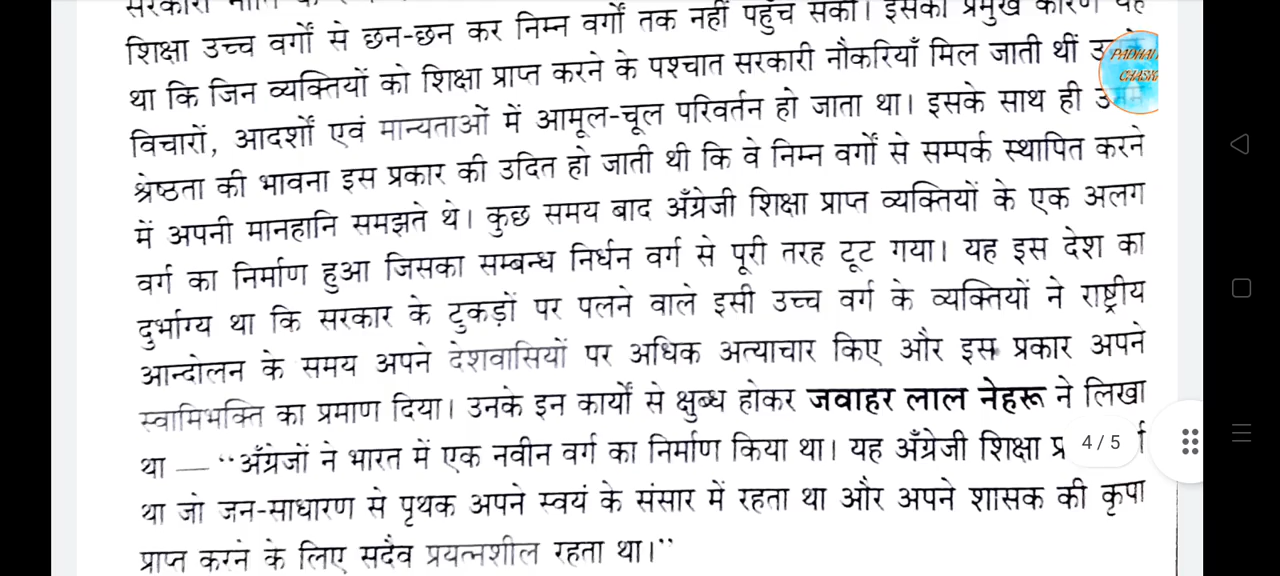 सरकारी नीति के
शिक्षा उच्च वर्गों से छन-छन कर निम्न वर्गों तक नहीं पहुँच सकी। इसका प्रमुख कारण यह
था कि जिन व्यक्तियों को शिक्षा प्राप्त करने के पश्चात सरकारी नौकरियाँ मिल जाती थीं
PADHAI
CHASKA
विचारों, आदर्शों एवं मान्यताओं में आमूल-चूल परिवर्तन हो जाता था। इसके साथ ही
श्रेष्ठता की भावना इस प्रकार की उदित हो जाती थी कि वे निम्न वर्गों से सम्पर्क स्थापित करने
में अपनी मानहानि समझते थे। कुछ समय बाद अँग्रेजी शिक्षा प्राप्त व्यक्तियों के एक अलग
वर्ग का निर्माण हुआ जिसका सम्बन्ध निर्धन वर्ग से पूरी तरह टूट गया। यह इस देश का
दुर्भाग्य था कि सरकार के टुकड़ों पर पलने वाले इसी उच्च वर्ग के व्यक्तियों ने राष्ट्रीय
आन्दोलन के समय अपने देशवासियों पर अधिक अत्याचार किए और इस प्रकार अपने
स्वामिभक्ति का प्रमाण दिया। उनके इन कार्यों से क्षुब्ध होकर जवाहर लाल नेहरू ने लिखा
था — “अँग्रेजों ने भारत में एक नवीन वर्ग का निर्माण किया था। यह अँग्रेजी शिक्षा
4/5
था जो जन-साधारण से पृथक अपने स्वयं के संसार में रहता था और अपने शासक की कृपा
प्राप्त करने के लिए सदैव प्रयत्नशील रहता था।”